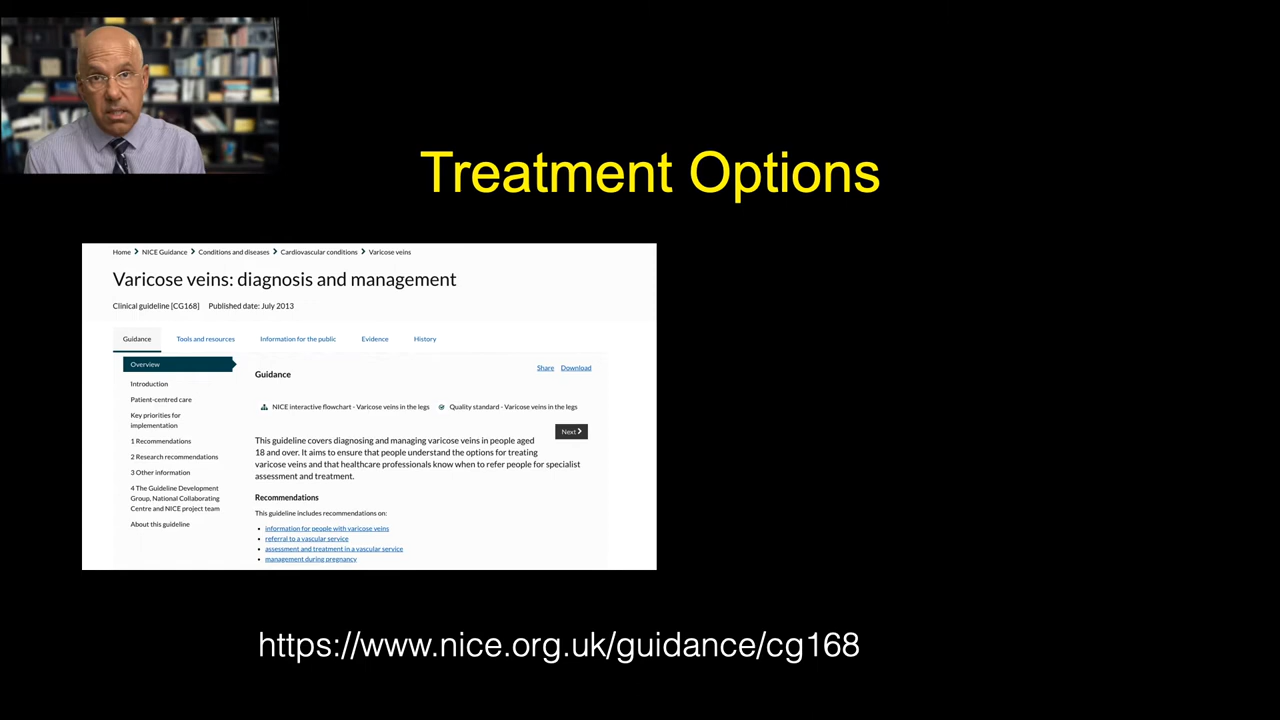 Treatment Options
Home > NICE Guidance > Conditions and diseases > Cardiovascular conditions > Varicose veins
Varicose veins: diagnosis and management
Clinical guideline [CG168] Published date: July 2013
Guidance Tools and resources Information for the public Evidence History
Overview
Introduction
Patient-centred care
Key priorities for
implementation
1 Recommendations
2 Research recommendations
3 Other information
4 The Guideline Development
Group, National Collaborating
Centre and NICE project team
About this guideline
Share Download
Guidance
NICE interactive flowchart - Varicose veins in the legs Quality standard - Varicose veins in the legs
Next >
This guideline covers diagnosing and managing varicose veins in people aged
18 and over. It aims to ensure that people understand the options for treating
varicose veins and that healthcare professionals know when to refer people for specialist
assessment and treatment.
Recommendations
This guideline includes recommendations on:
• information for people with varicose veins
• referral to a vascular service
• assessment and treatment in a vascular service
• management during pregnancy
https://www.nice.org.uk/guidance/cg168